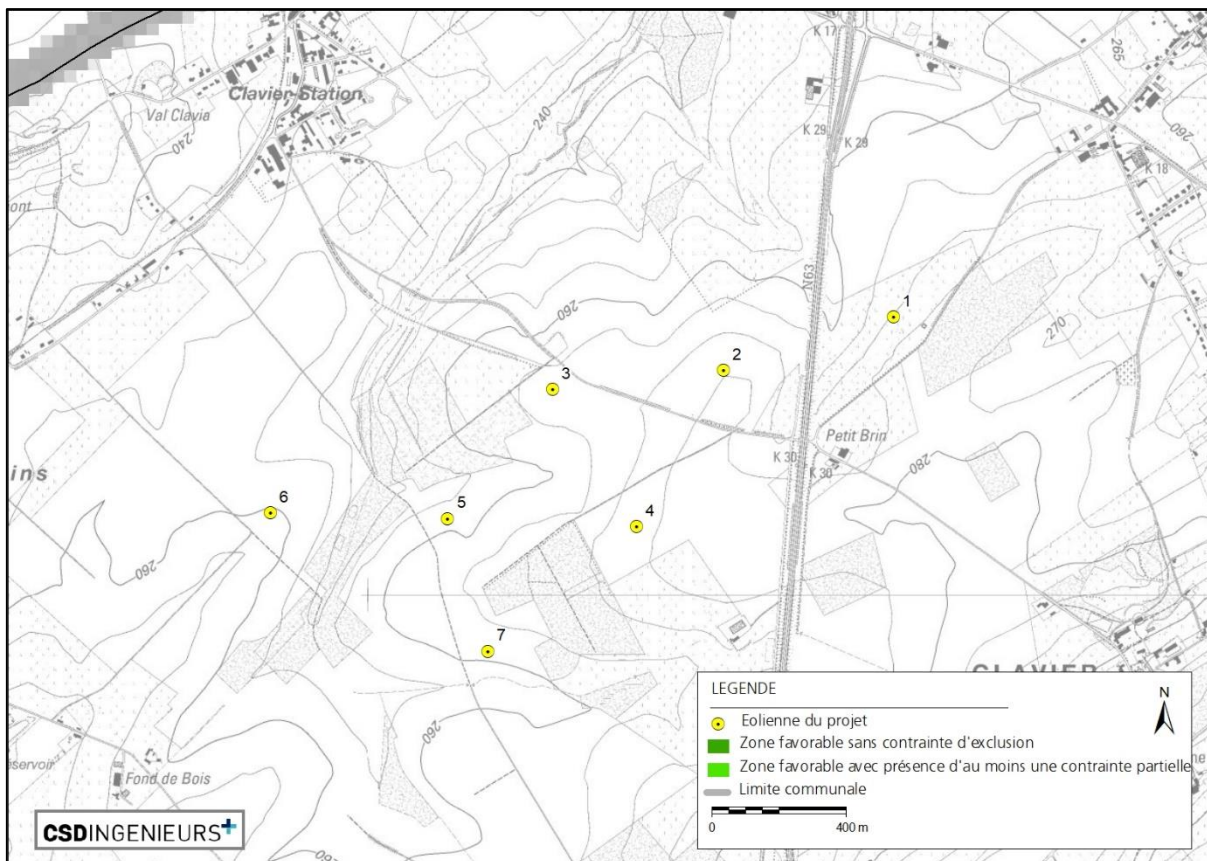 K 17
265
Clavier-Station
Val Clavia
240
240
K 29
K 29
260
K 18
ont
N63
1
260
270
2
3
Petit Brin
K 30
K 30
280
ins
6
5
4
260
7
CLAVIER
260
Fond de Bois
LEGENDE
N
Eolienne du projet
Zone favorable sans contrainte d'exclusion
Zone favorable avec présence d'au moins une contrainte partielle
Limite communale
0 400 m
CSDINGENIEURS+